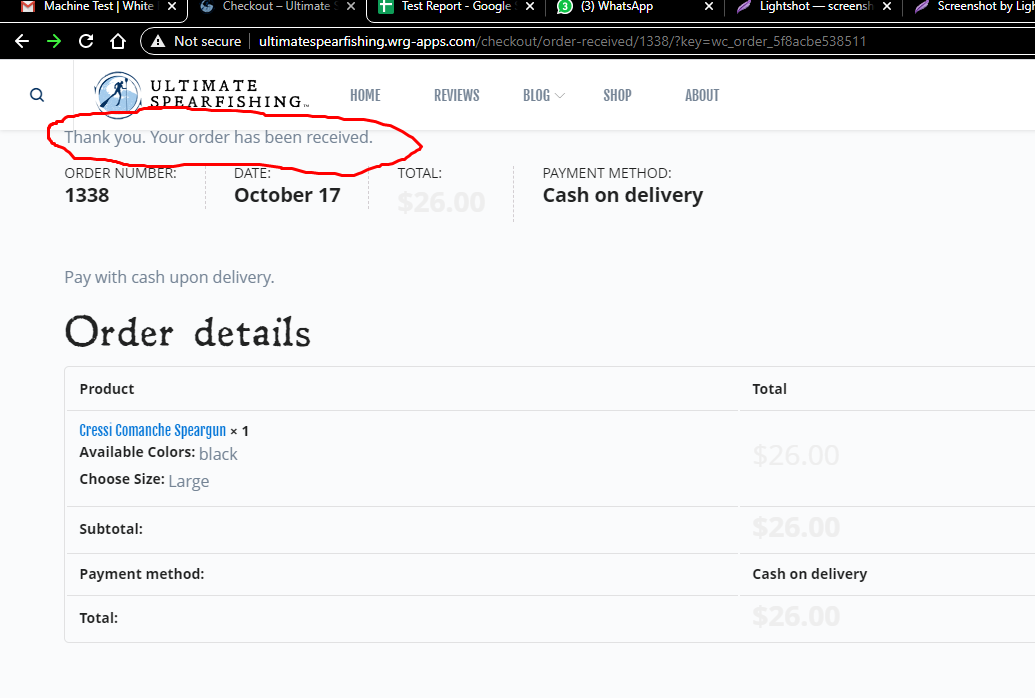 Machine Test | White
Checkout – Ultimate
Test Report - Google
3
(3) WhatsApp
Lightshot — screensh
Screenshot by Ligh
Not secure
ultimatespearfishing.wrg-apps.com/checkout/order-received/1338/?key=wc_order_5f8acbe538511
ULTIMATE
SPEARFISHING™
HOME
REVIEWS
BLOG
SHOP
ABOUT
Thank you. Your order has been received.
ORDER NUMBER:
1338
DATE:
October 17
TOTAL:
$26.00
PAYMENT METHOD:
Cash on delivery
Pay with cash upon delivery.
Order details
Product
Total
Cressi Comanche Speargun × 1
Available Colors: black
Choose Size: Large
$26.00
Subtotal:
$26.00
Payment method:
Cash on delivery
Total:
$26.00